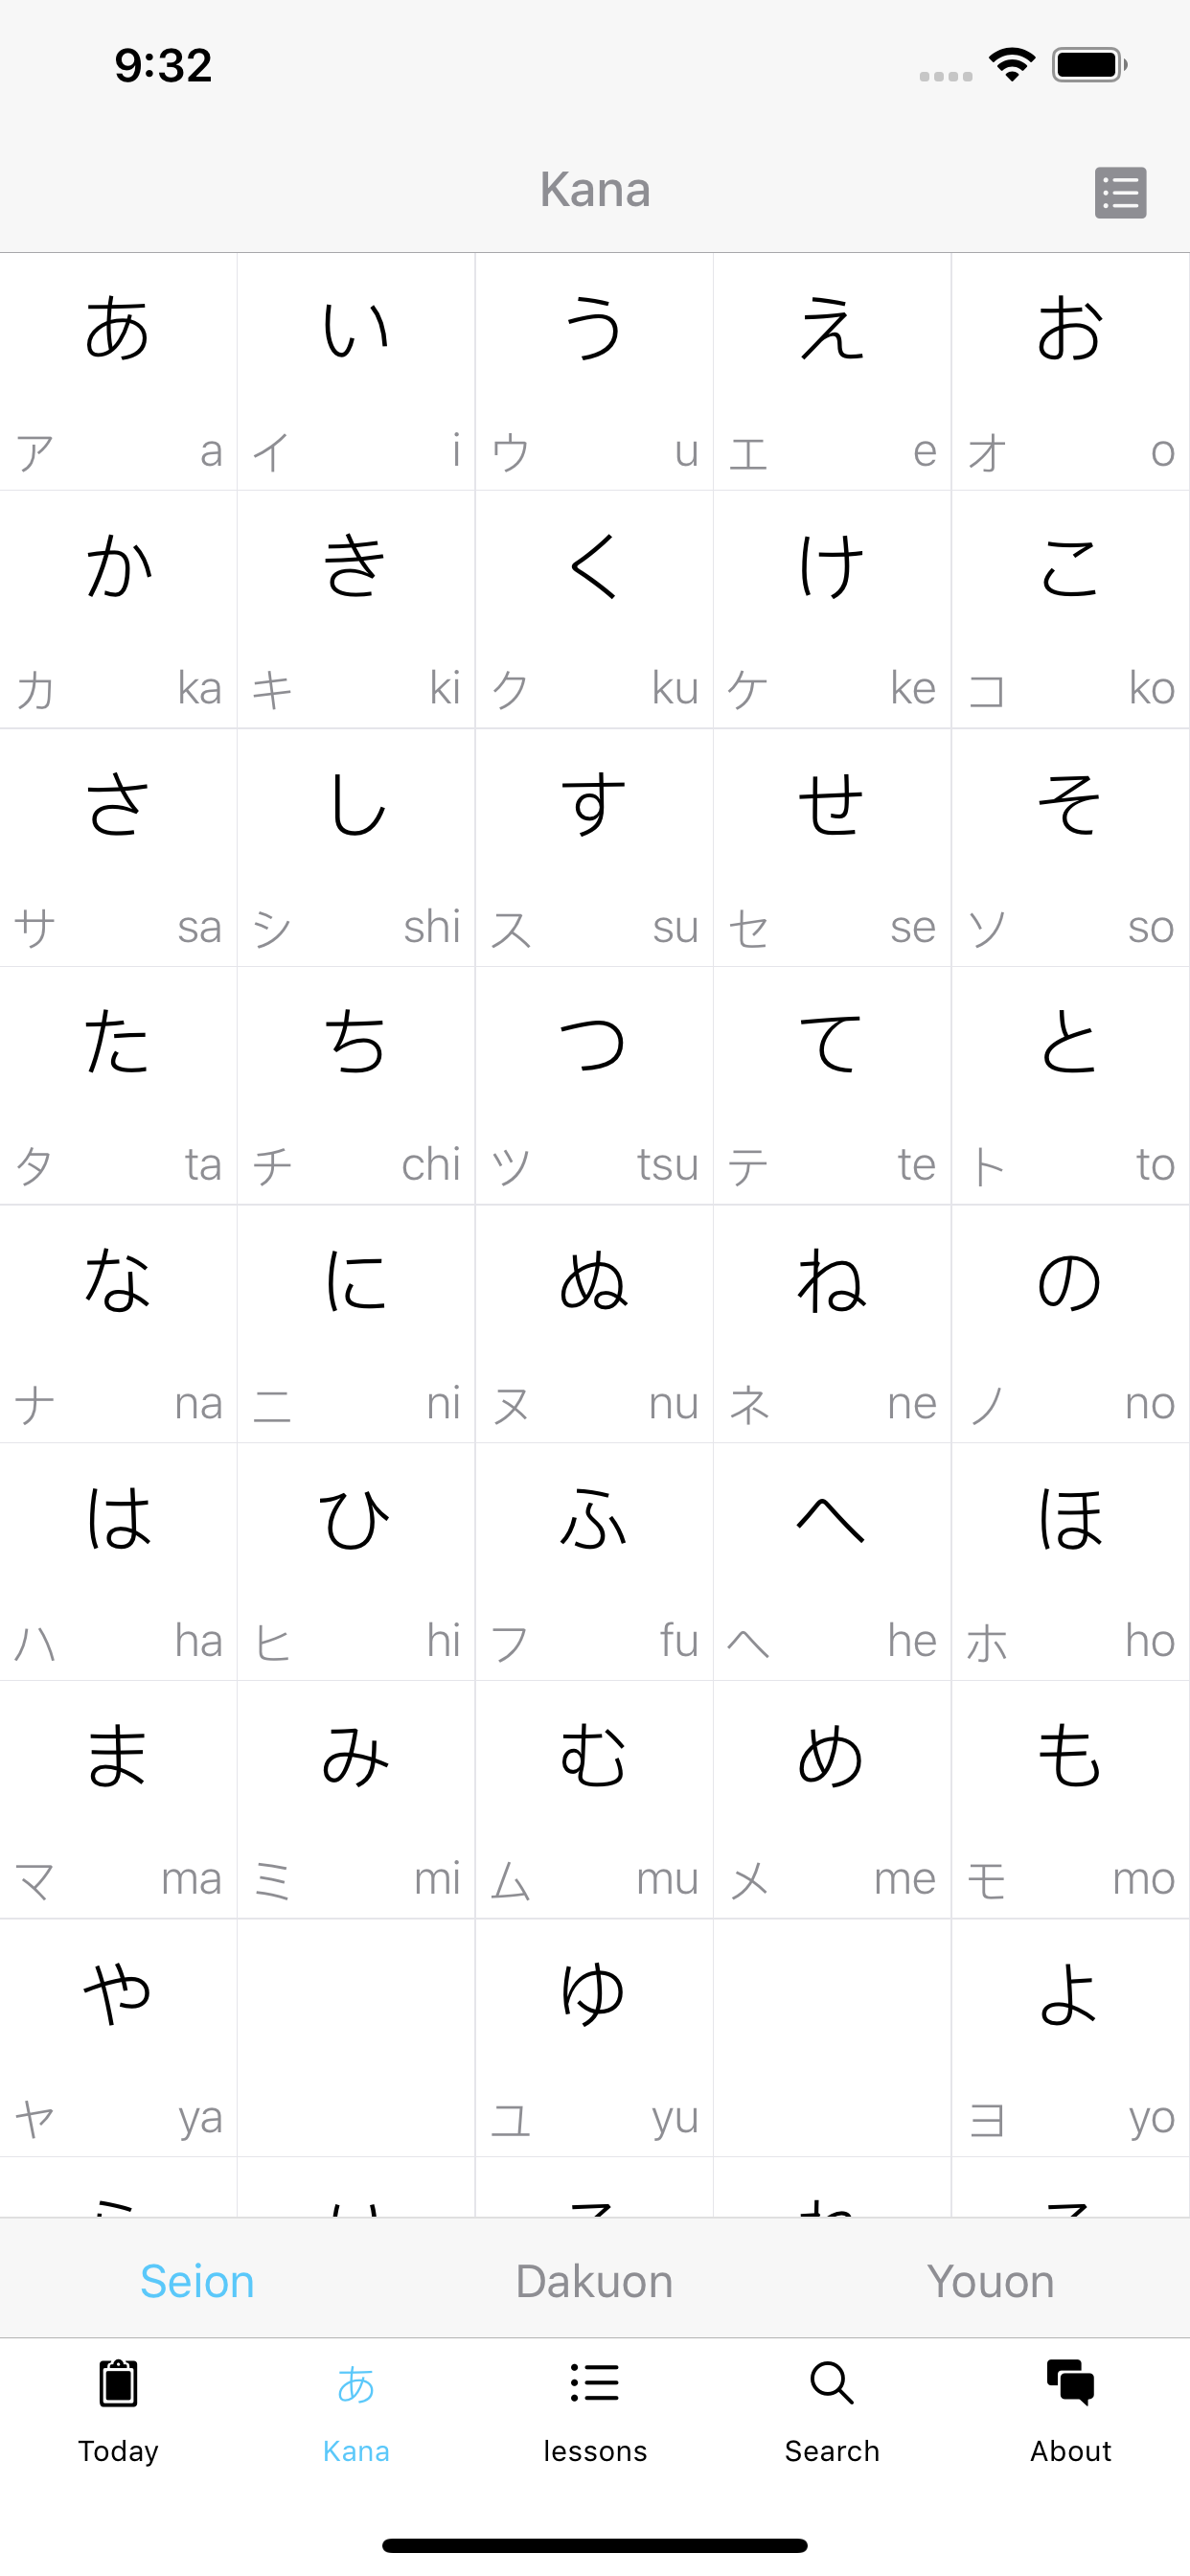 9:32
Kana
あ い う え お
ア a イ i ウ u エ e オ o
か き く け こ
カ ka キ ki ク ku ケ ke コ ko
さ し す せ そ
サ sa シ shi ス su セ se ソ so
た ち つ て と
タ ta チ chi ツ tsu テ te ト to
な に ぬ ね の
ナ na ニ ni ヌ nu ネ ne ノ no
は ひ ふ へ ほ
ハ ha ヒ hi フ fu ヘ he ホ ho
ま み む め も
マ ma ミ mi ム mu メ me モ mo
や ゆ よ
ヤ ya ユ yu ヨ yo
Seion Dakuon Youon
あ
Today Kana lessons Search About